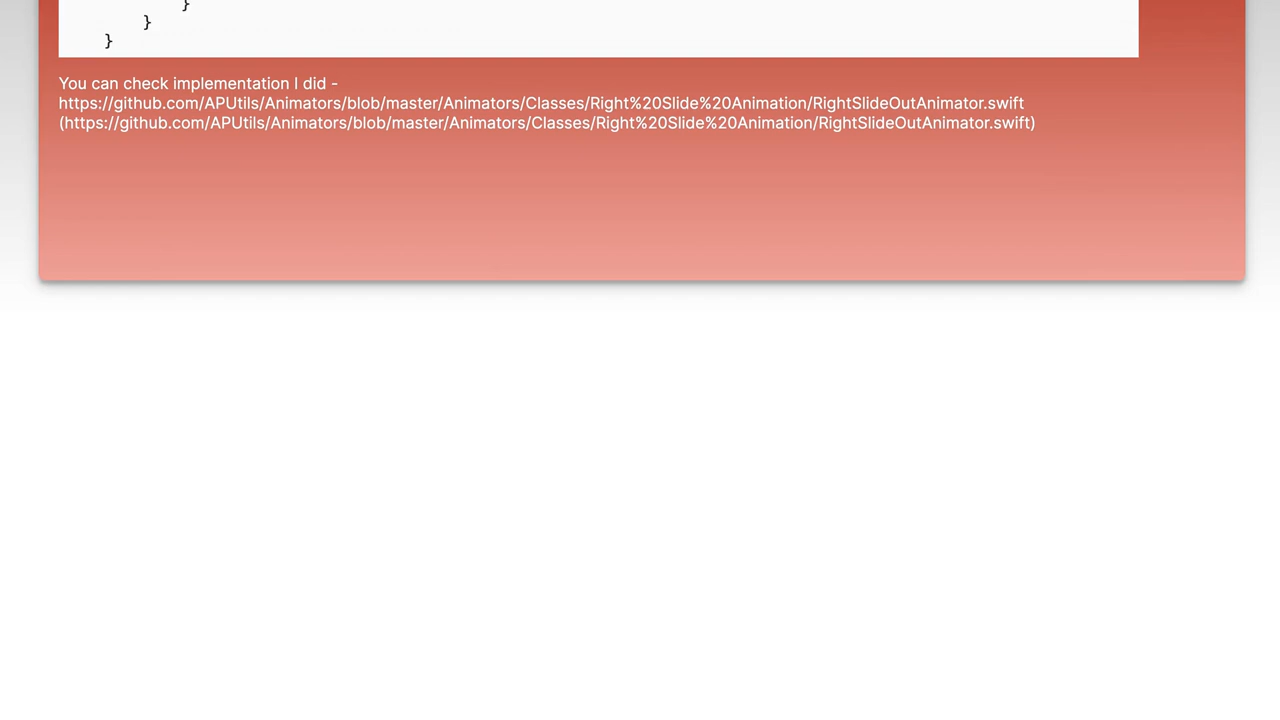 }
}
}
You can check implementation I did -
https://github.com/APUtils/Animators/blob/master/Animators/Classes/Right%20Slide%20Animation/RightSlideOutAnimator.swift
(https://github.com/APUtils/Animators/blob/master/Animators/Classes/Right%20Slide%20Animation/RightSlideOutAnimator.swift)